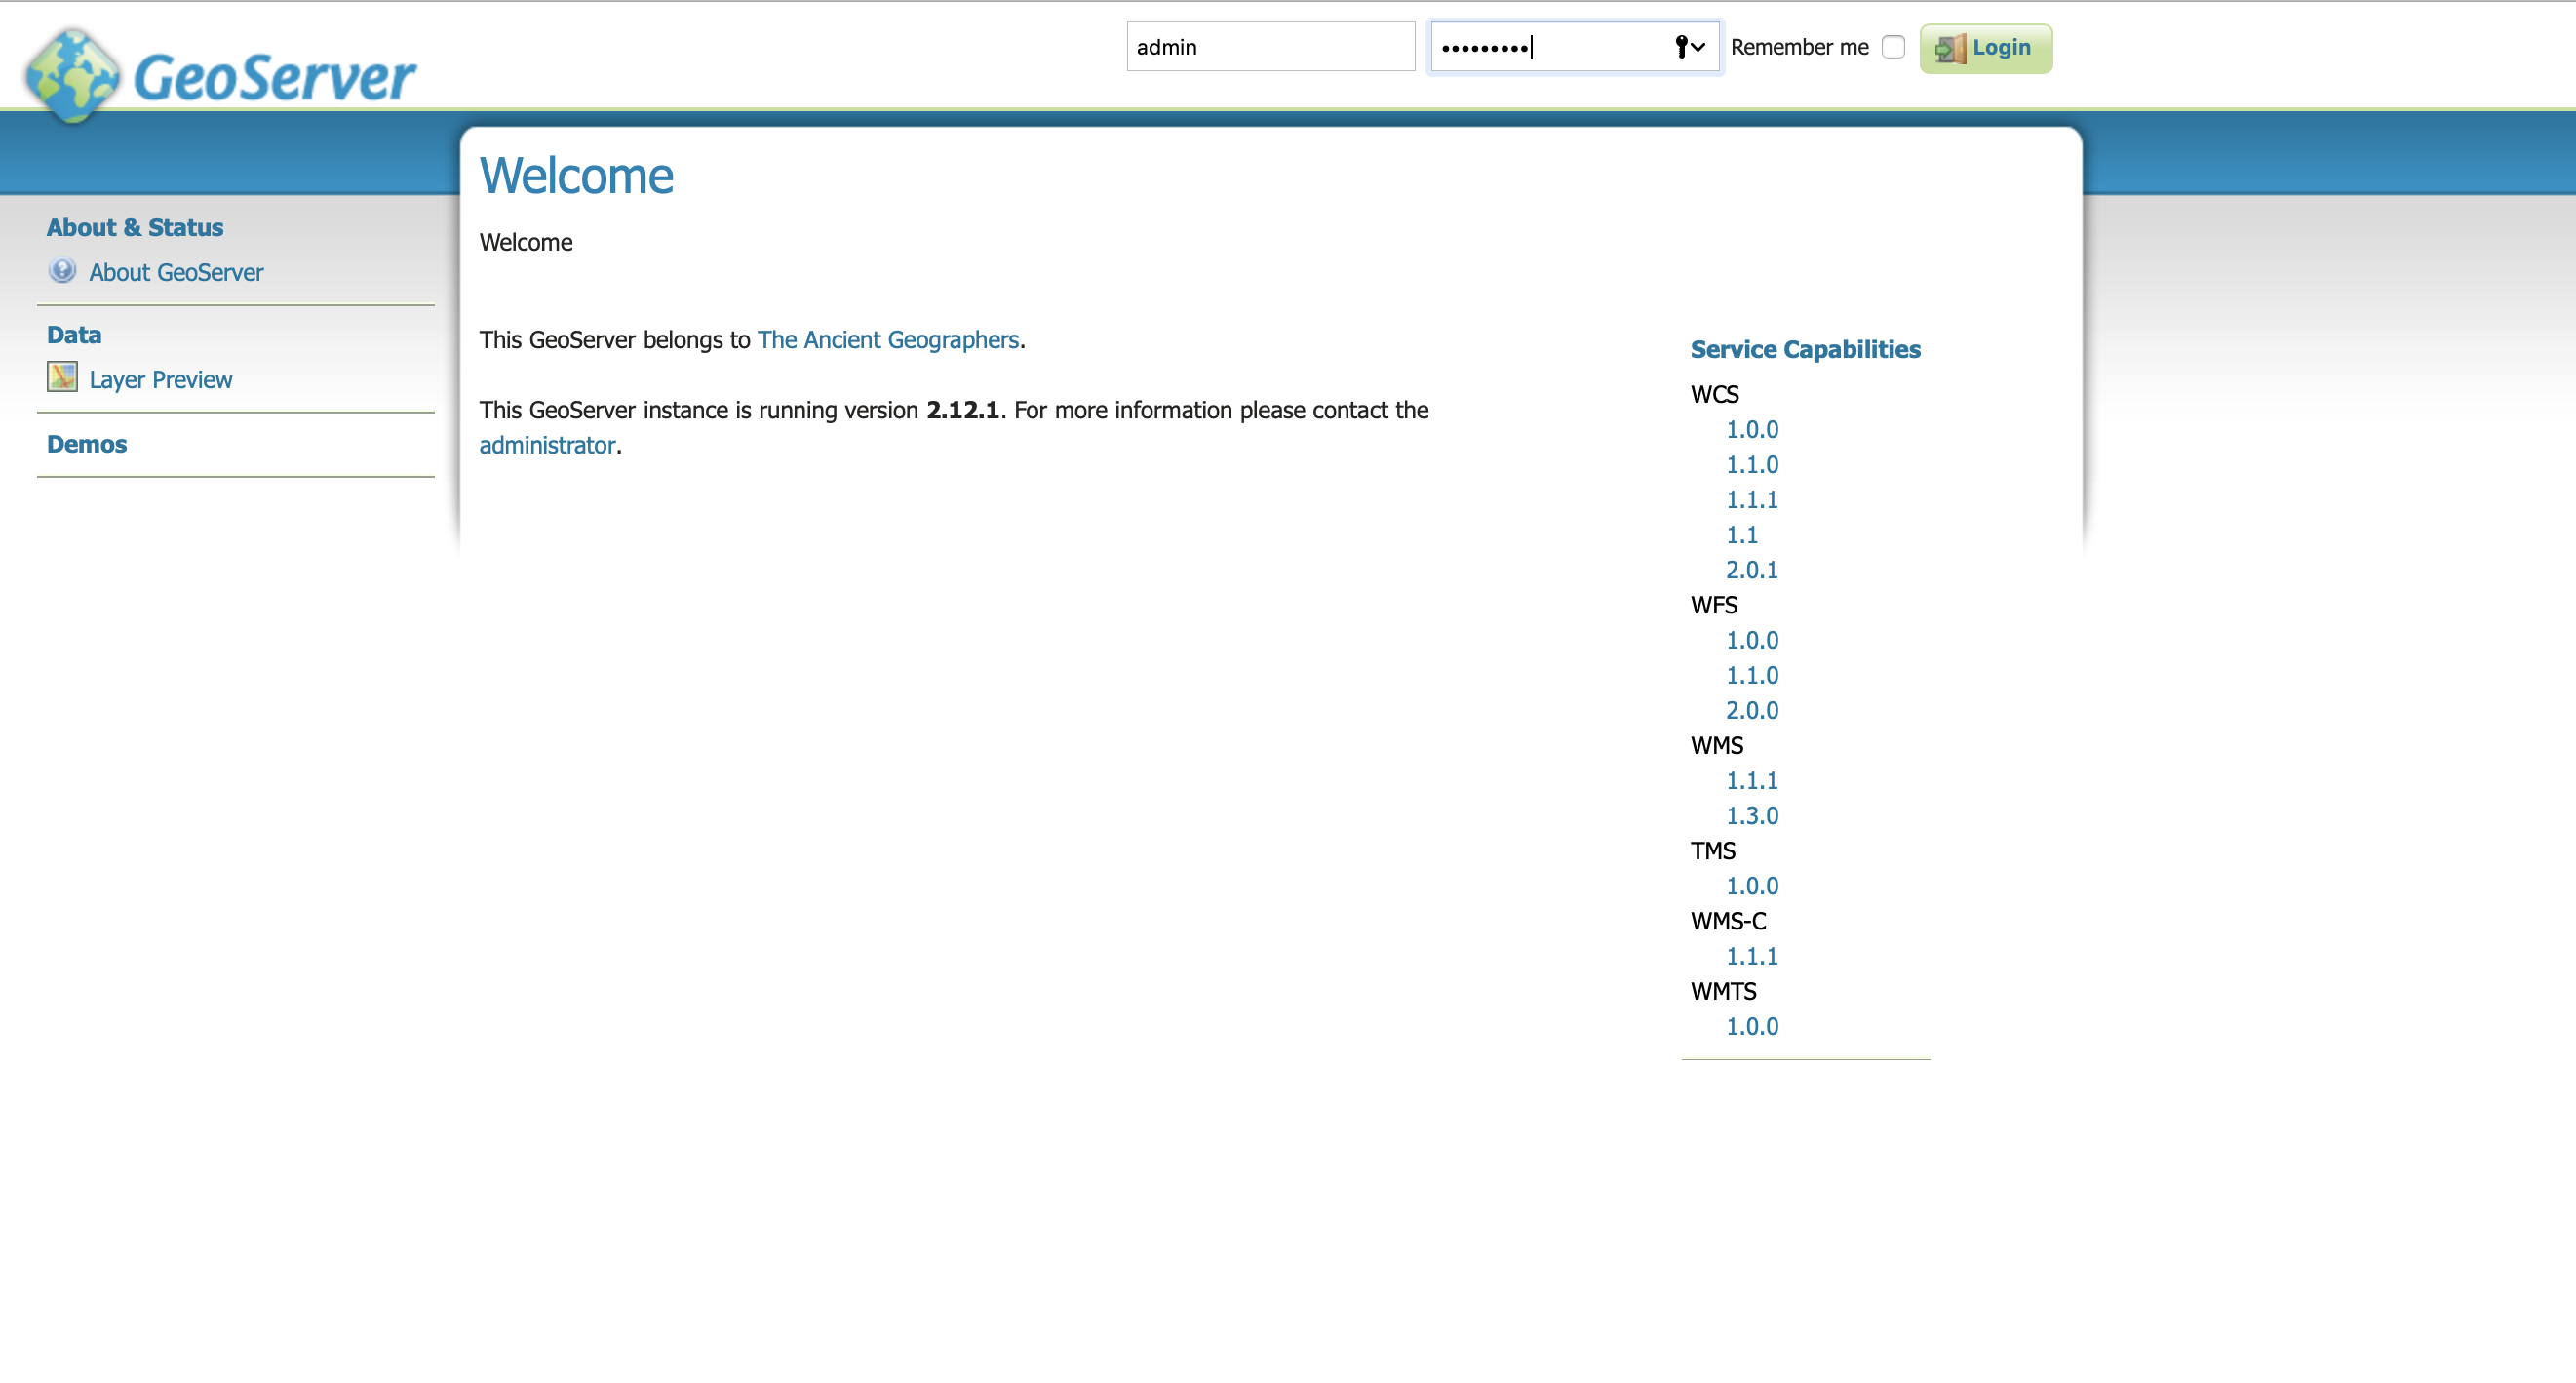 GeoServer
admin
•••••••••
Remember me
Login
Welcome
Welcome
About & Status
About GeoServer
Data
Layer Preview
Demos
This GeoServer belongs to The Ancient Geographers.
This GeoServer instance is running version 2.12.1. For more information please contact the
administrator.
Service Capabilities
WCS
1.0.0
1.1.0
1.1.1
1.1
2.0.1
WFS
1.0.0
1.1.0
2.0.0
WMS
1.1.1
1.3.0
TMS
1.0.0
WMS-C
1.1.1
WMTS
1.0.0